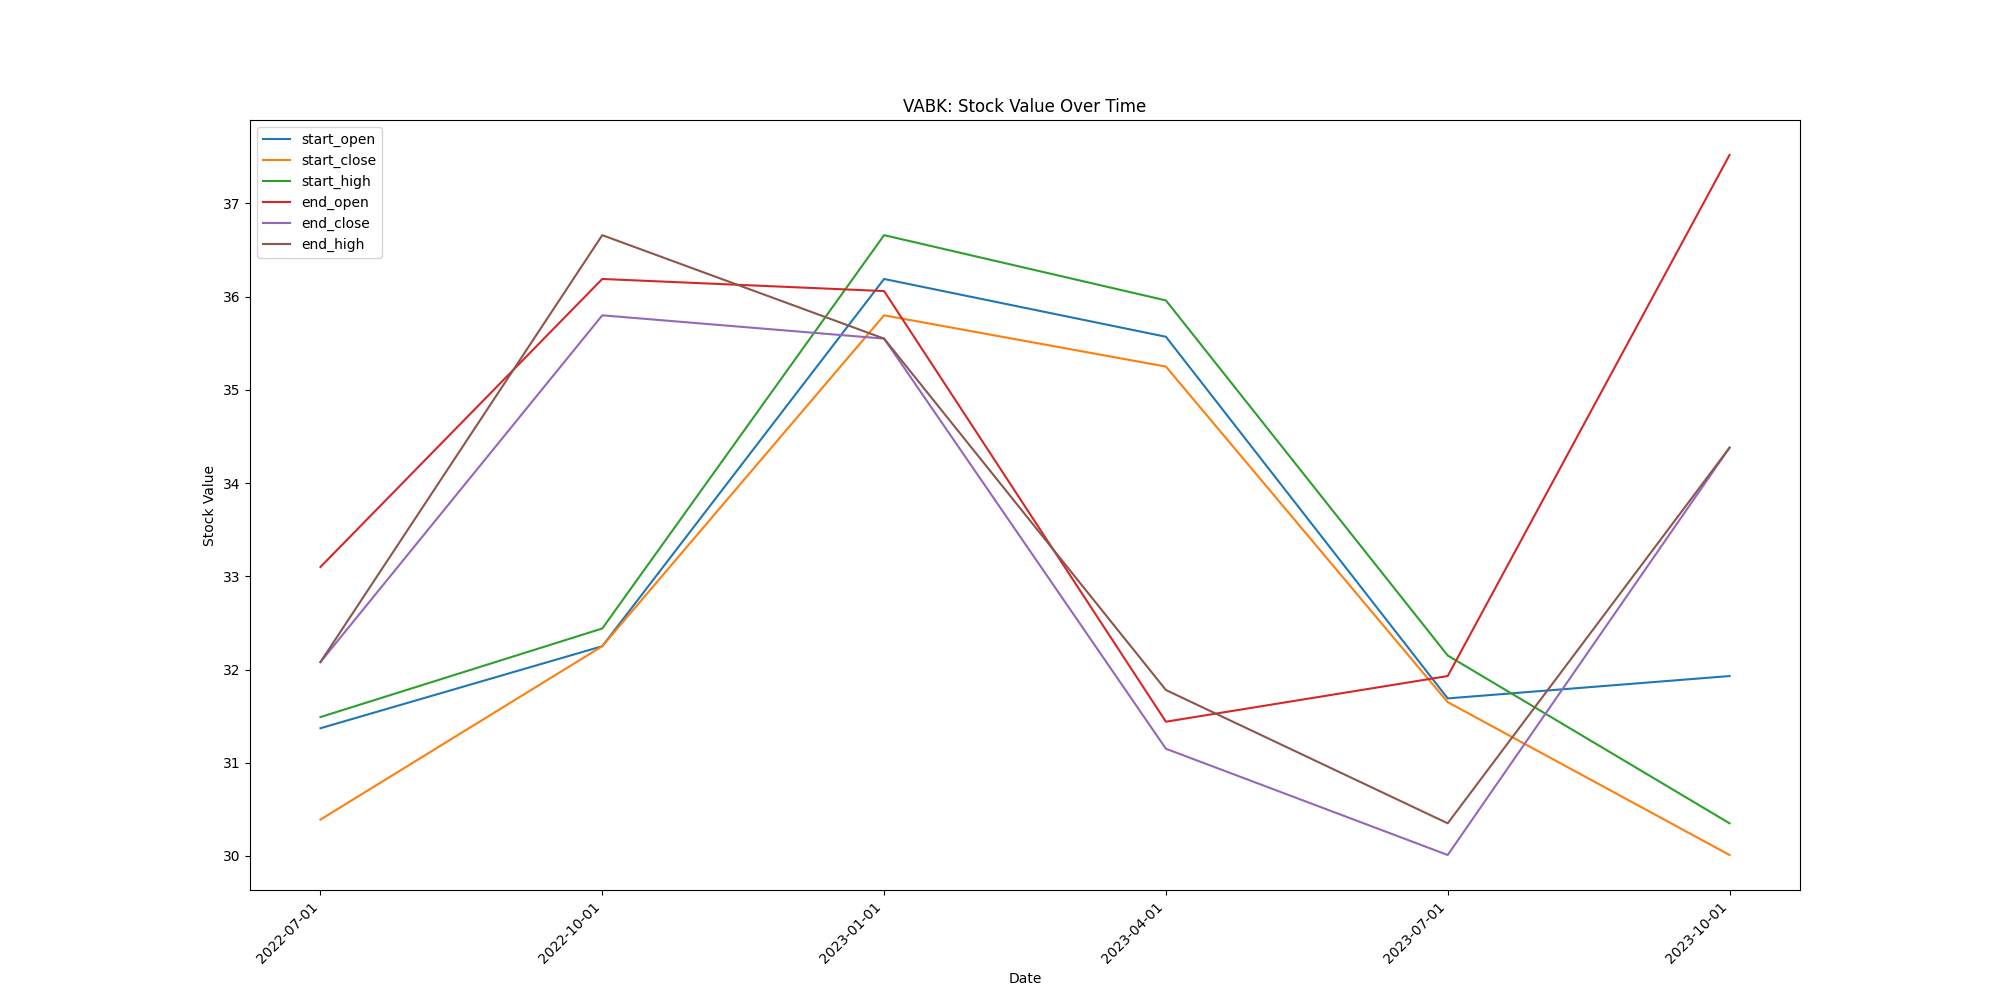 VABK: Stock Value Over Time
start_open
start_close
start_high
end_open
end_close
end_high
37
36
35
34
33
32
31
30
Stock Value
2022-07-01
2022-10-01
2023-01-01
2023-04-01
2023-07-01
2023-10-01
Date